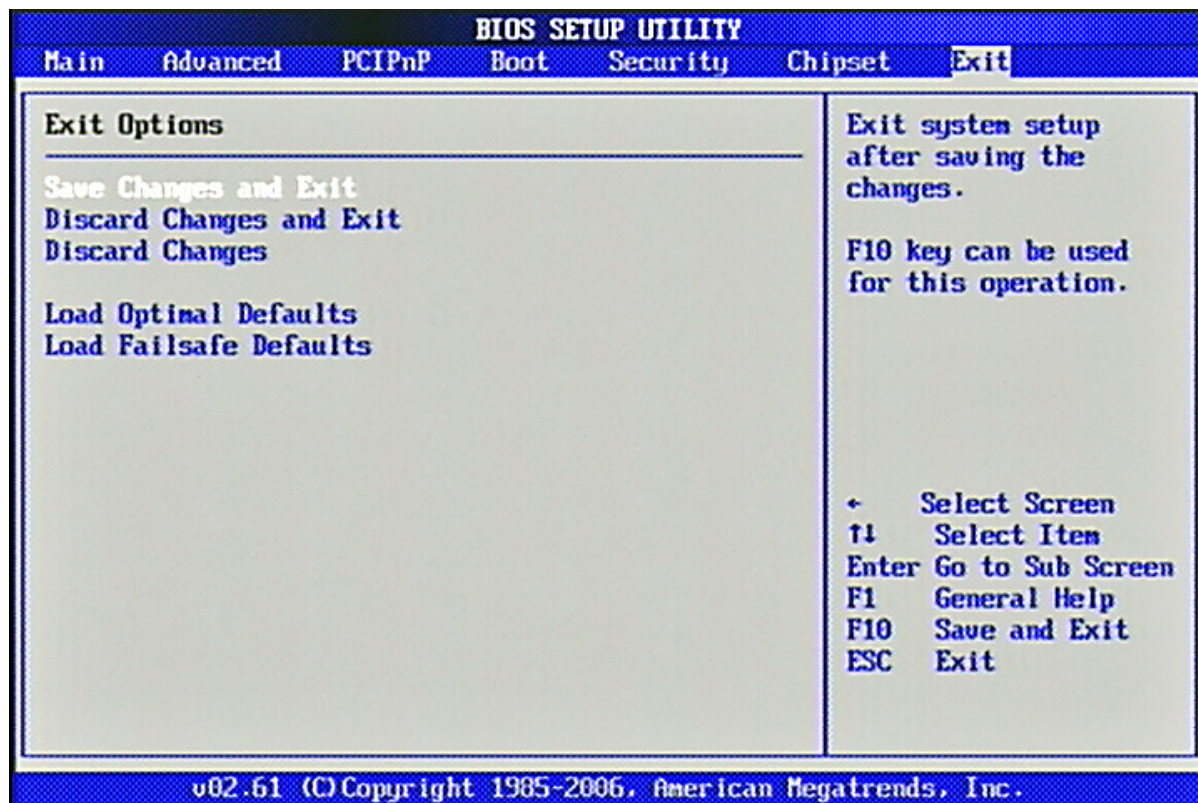 BIOS SETUP UTILITY
Main Advanced PCIPnP Boot Security Chipset Exit
Exit Options
Save Changes and Exit
Discard Changes and Exit
Discard Changes
Load Optimal Defaults
Load Failsafe Defaults
Exit system setup
after saving the
changes.
F10 key can be used
for this operation.
← Select Screen
↑↓ Select Item
Enter Go to Sub Screen
F1 General Help
F10 Save and Exit
ESC Exit
v02.61 (C)Copyright 1985-2006, American Megatrends, Inc.